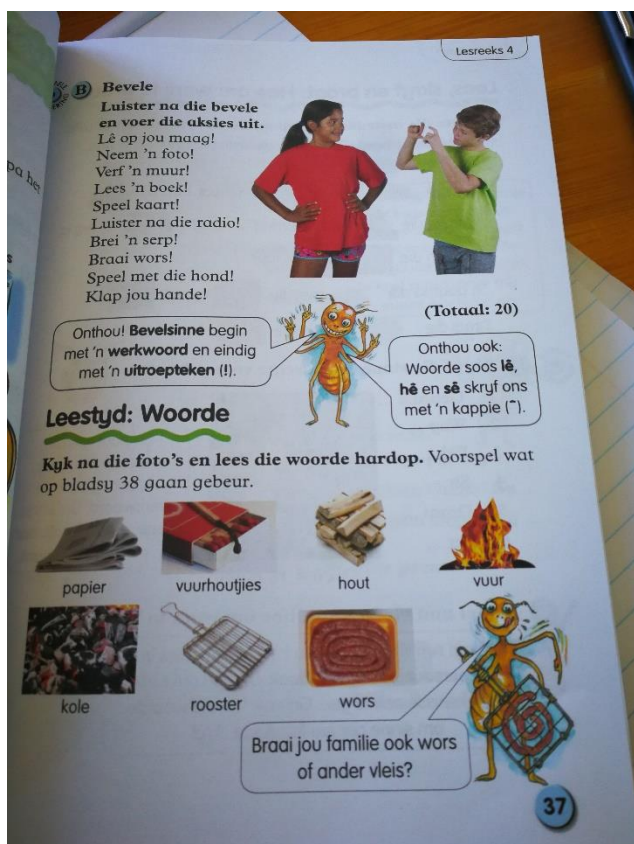 Lesreeks 4
B Bevele
Luister na die bevele
en voer die aksies uit.
Lê op jou maag!
Neem 'n foto!
Verf 'n muur!
Lees 'n boek!
Speel kaart!
Luister na die radio!
Brei 'n serp!
Braai wors!
Speel met die hond!
Klap jou hande!
(Totaal: 20)
Onthou! Bevelsinne begin
met 'n werkwoord en eindig
met 'n uitroepteken (!).
Onthou ook:
Woorde soos lê,
hê en sê skryf ons
met 'n kappie (ˆ).
Leestyd: Woorde
Kyk na die foto's en lees die woorde hardop. Voorspel wat
op bladsy 38 gaan gebeur.
papier vuurhoutjies hout vuur
kole rooster wors
Braai jou familie ook wors
of ander vleis?
37